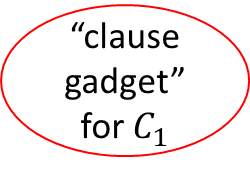 “clause
gadget”
for C₁